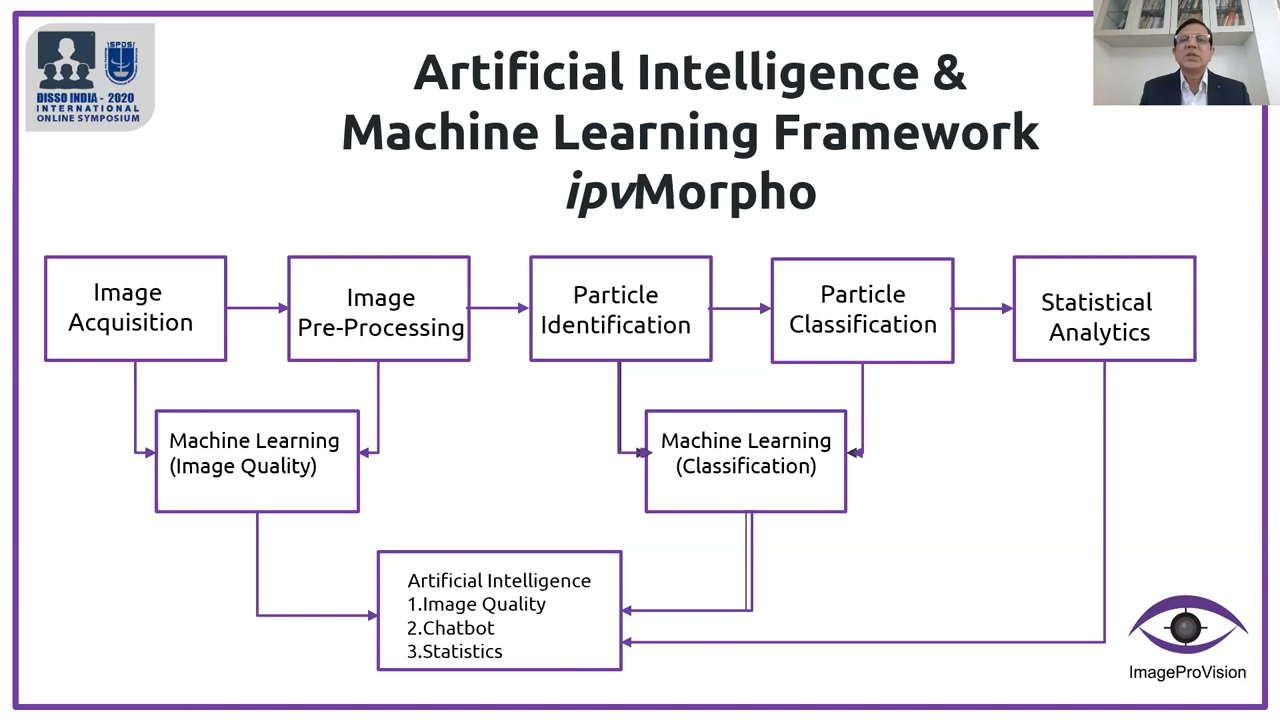 SPDS
DISSO INDIA - 2020
INTERNATIONAL
ONLINE SYMPOSIUM
Artificial Intelligence &
Machine Learning Framework
ipvMorpho
Image
Acquisition
Image
Pre-Processing
Particle
Identification
Particle
Classification
Statistical
Analytics
Machine Learning
(Image Quality)
Machine Learning
(Classification)
Artificial Intelligence
1.Image Quality
2.Chatbot
3.Statistics
ImageProVision